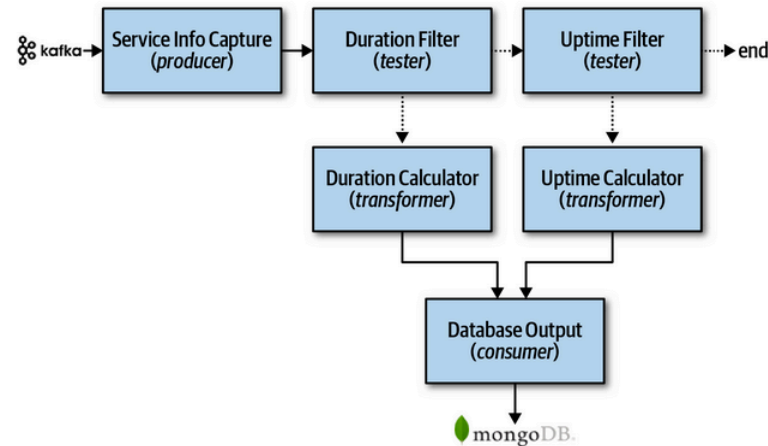 kafka
Service Info Capture
(producer)
Duration Filter
(tester)
Uptime Filter
(tester)
end
Duration Calculator
(transformer)
Uptime Calculator
(transformer)
Database Output
(consumer)
mongoDB.